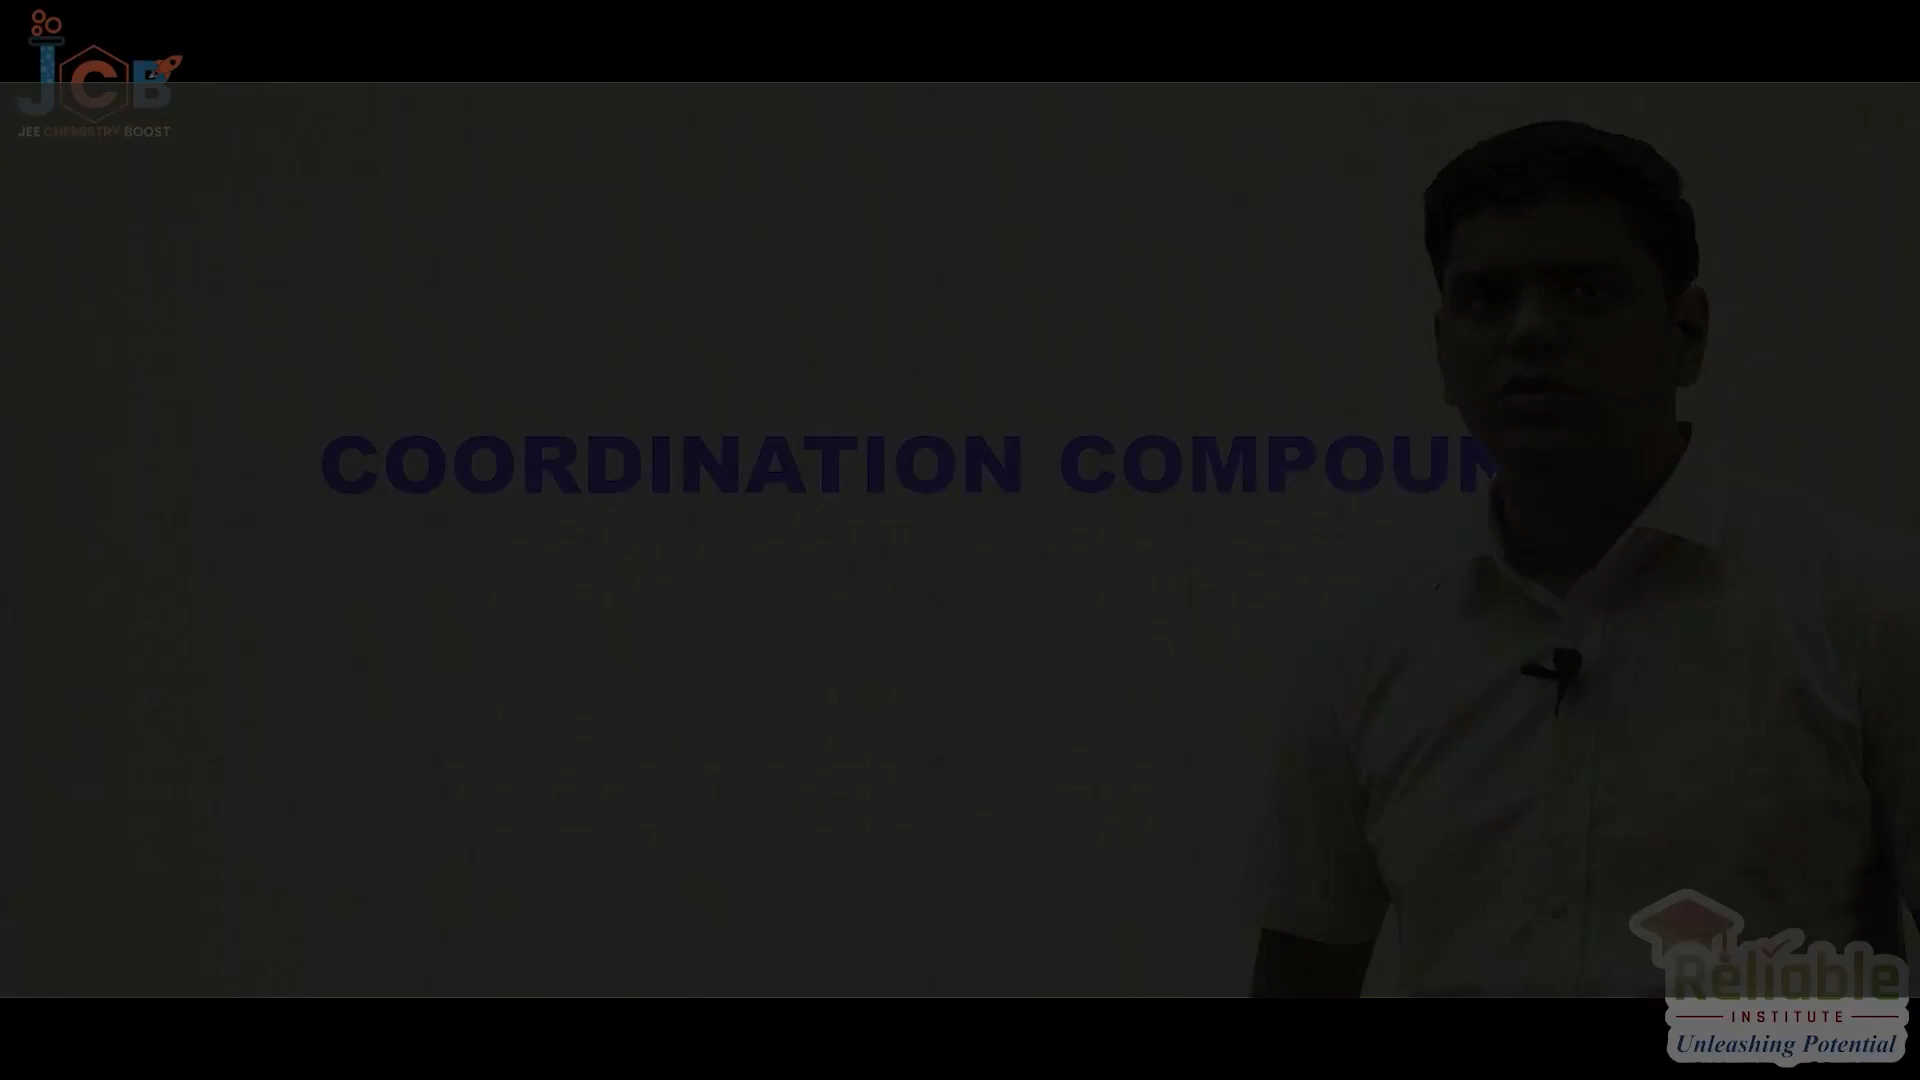 JCB
JEE CHEMISTRY BOOST
COORDINATION COMPOUN
Reliable
INSTITUTE
Unleashing Potential